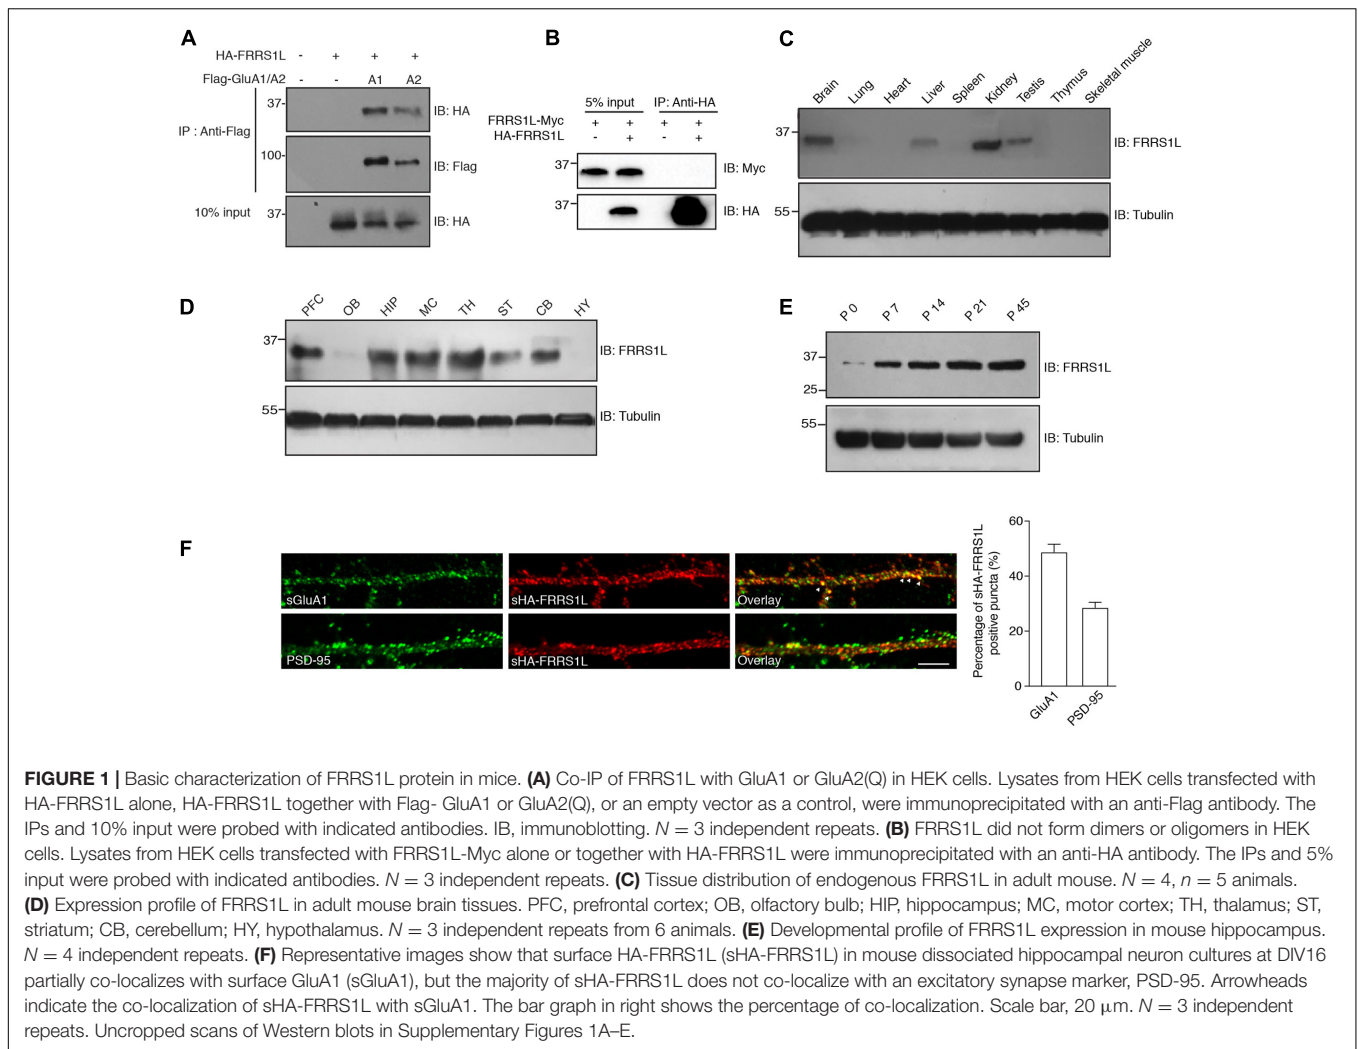 A
HA-FRRS1L - + + +
Flag-GluA1/A2 - - A1 A2
IP : Anti-Flag
37-
IB: HA
100-
IB: Flag
10% input
37-
IB: HA
B
5% input IP: Anti-HA
FRRS1L-Myc + + + +
HA-FRRS1L - + - +
37
IB: Myc
37
IB: HA
C
Brain Lung Heart Liver Spleen Kidney Testis Thymus Skeletal muscle
37
IB: FRRS1L
55
IB: Tubulin
D
PFC OB HIP MC TH ST CB HY
37-
IB: FRRS1L
55-
IB: Tubulin
E
P 0 P 7 P 14 P 21 P 45
37
25
IB: FRRS1L
55
IB: Tubulin
F
sGluA1
sHA-FRRS1L
Overlay
PSD-95
sHA-FRRS1L
Overlay
Percentage of sHA-FRRS1L
positive puncta (%)
60
40
20
0
GluA1
PSD-95
FIGURE 1 | Basic characterization of FRRS1L protein in mice. (A) Co-IP of FRRS1L with GluA1 or GluA2(Q) in HEK cells. Lysates from HEK cells transfected with
HA-FRRS1L alone, HA-FRRS1L together with Flag- GluA1 or GluA2(Q), or an empty vector as a control, were immunoprecipitated with an anti-Flag antibody. The
IPs and 10% input were probed with indicated antibodies. IB, immunoblotting. N = 3 independent repeats. (B) FRRS1L did not form dimers or oligomers in HEK
cells. Lysates from HEK cells transfected with FRRS1L-Myc alone or together with HA-FRRS1L were immunoprecipitated with an anti-HA antibody. The IPs and 5%
input were probed with indicated antibodies. N = 3 independent repeats. (C) Tissue distribution of endogenous FRRS1L in adult mouse. N = 4, n = 5 animals.
(D) Expression profile of FRRS1L in adult mouse brain tissues. PFC, prefrontal cortex; OB, olfactory bulb; HIP, hippocampus; MC, motor cortex; TH, thalamus; ST,
striatum; CB, cerebellum; HY, hypothalamus. N = 3 independent repeats from 6 animals. (E) Developmental profile of FRRS1L expression in mouse hippocampus.
N = 4 independent repeats. (F) Representative images show that surface HA-FRRS1L (sHA-FRRS1L) in mouse dissociated hippocampal neuron cultures at DIV16
partially co-localizes with surface GluA1 (sGluA1), but the majority of sHA-FRRS1L does not co-localize with an excitatory synapse marker, PSD-95. Arrowheads
indicate the co-localization of sHA-FRRS1L with sGluA1. The bar graph in right shows the percentage of co-localization. Scale bar, 20 μm. N = 3 independent
repeats. Uncropped scans of Western blots in Supplementary Figures 1A–E.